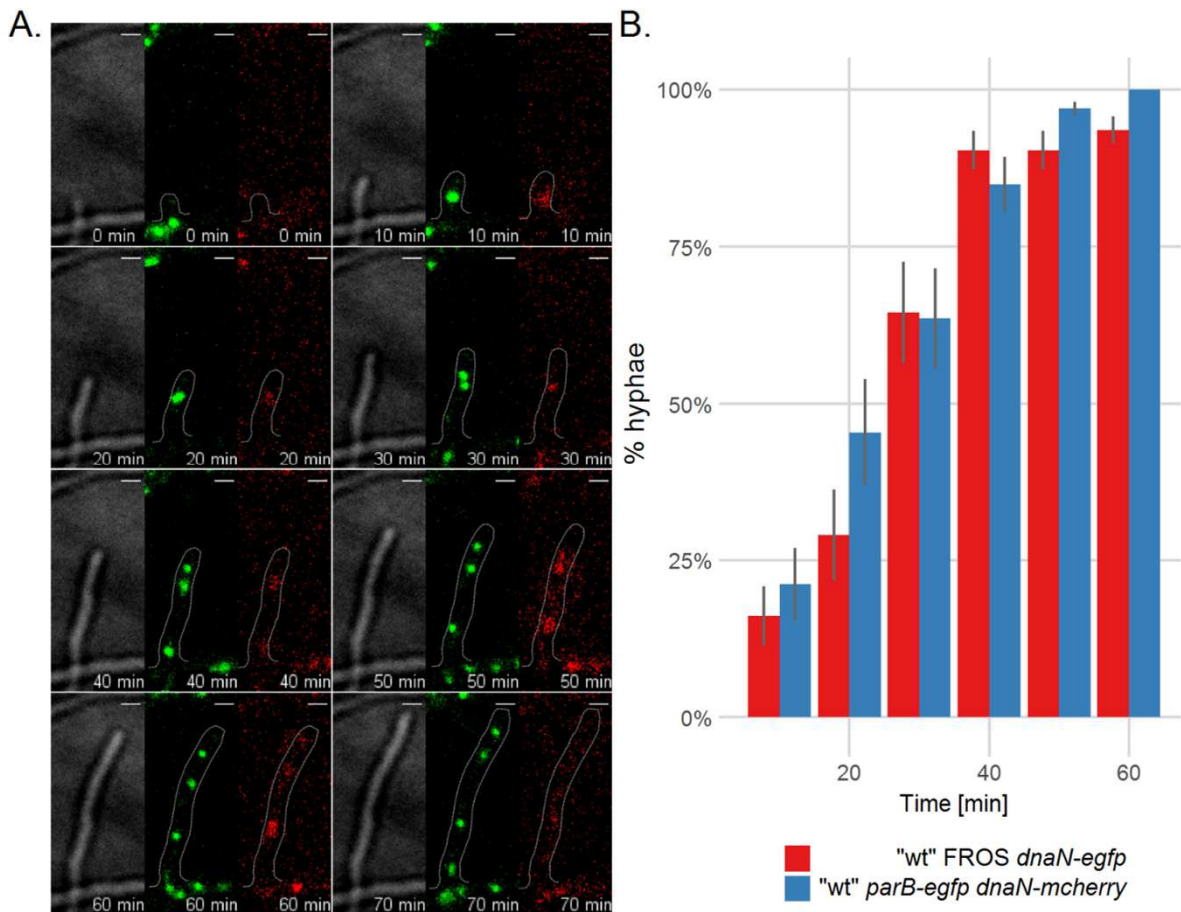 A.
B.
0 min 0 min 0 min 10 min 10 min 10 min
20 min 20 min 20 min 30 min 30 min 30 min
40 min 40 min 40 min 50 min 50 min 50 min
60 min 60 min 60 min 70 min 70 min 70 min
100%
75%
50%
25%
0%
% hyphae
20 40 60
Time [min]
"wt" FROS dnaN-egfp
"wt" parB-egfp dnaN-mcherry